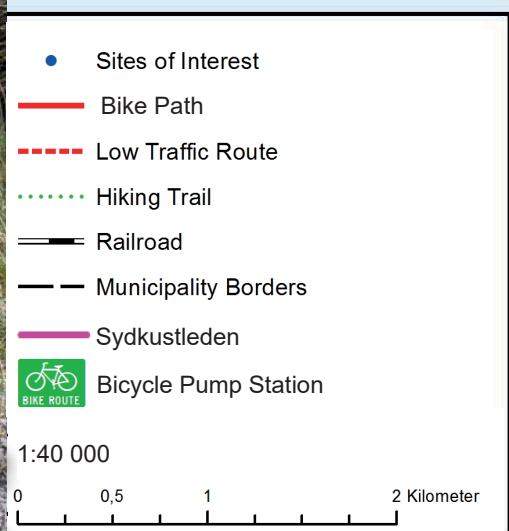 Sites of Interest
Bike Path
Low Traffic Route
Hiking Trail
Railroad
Municipality Borders
Sydkustleden
BIKE ROUTE
Bicycle Pump Station
1:40 000
0 0,5 1 2 Kilometer